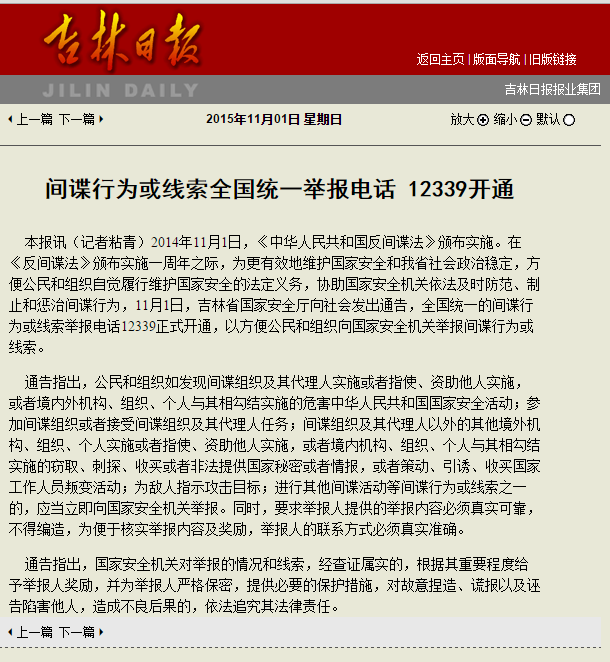 吉林日报
返回主页 | 版面导航 | 旧版链接
JILIN DAILY
吉林日报报业集团
上一篇 下一篇
2015年11月01日 星期日
放大 缩小 默认
间谍行为或线索全国统一举报电话 12339开通
本报讯（记者粘青）2014年11月1日，《中华人民共和国反间谍法》颁布实施。在
《反间谍法》颁布实施一周年之际，为更有效地维护国家安全和我省社会政治稳定，方
便公民和组织自觉履行维护国家安全的法定义务，协助国家安全机关依法及时防范、制
止和惩治间谍行为，11月1日，吉林省国家安全厅向社会发出通告，全国统一的间谍行
为或线索举报电话12339正式开通，以方便公民和组织向国家安全机关举报间谍行为或
线索。
通告指出，公民和组织如发现间谍组织及其代理人实施或者指使、资助他人实施，
或者境内外机构、组织、个人与其相勾结实施的危害中华人民共和国国家安全活动；参
加间谍组织或者接受间谍组织及其代理人任务；间谍组织及其代理人以外的其他境外机
构、组织、个人实施或者指使、资助他人实施，或者境内机构、组织、个人与其相勾结
实施的窃取、刺探、收买或者非法提供国家秘密或者情报，或者策动、引诱、收买国家
工作人员叛变活动；为敌人指示攻击目标；进行其他间谍活动等间谍行为或线索之一
的，应当立即向国家安全机关举报。同时，要求举报人提供的举报内容必须真实可靠，
不得编造，为便于核实举报内容及奖励，举报人的联系方式必须真实准确。
通告指出，国家安全机关对举报的情况和线索，经查证属实的，根据其重要程度给
予举报人奖励，并为举报人严格保密，提供必要的保护措施，对故意捏造、谎报以及诬
告陷害他人，造成不良后果的，依法追究其法律责任。
上一篇 下一篇